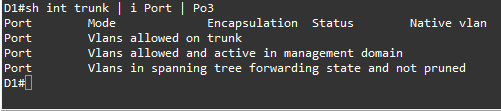 D1#sh int trunk | i Port | Po3
Port        Mode             Encapsulation  Status        Native vlan
Port        Vlans allowed on trunk
Port        Vlans allowed and active in management domain
Port        Vlans in spanning tree forwarding state and not pruned
D1#